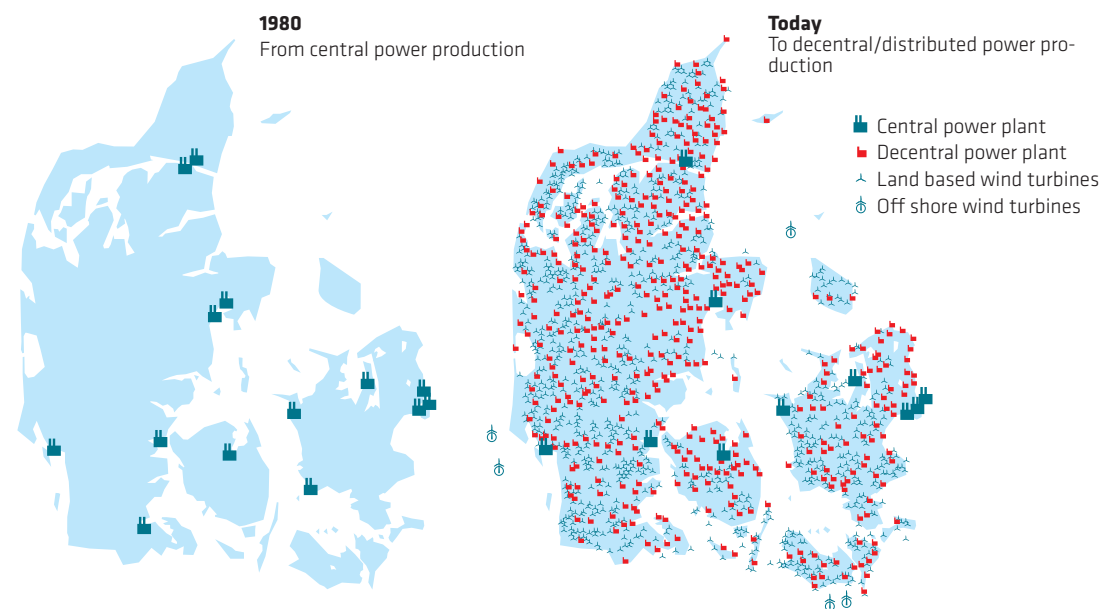 1980
From central power production
Today
To decentral/distributed power pro-
duction
Central power plant
Decentral power plant
Land based wind turbines
Off shore wind turbines